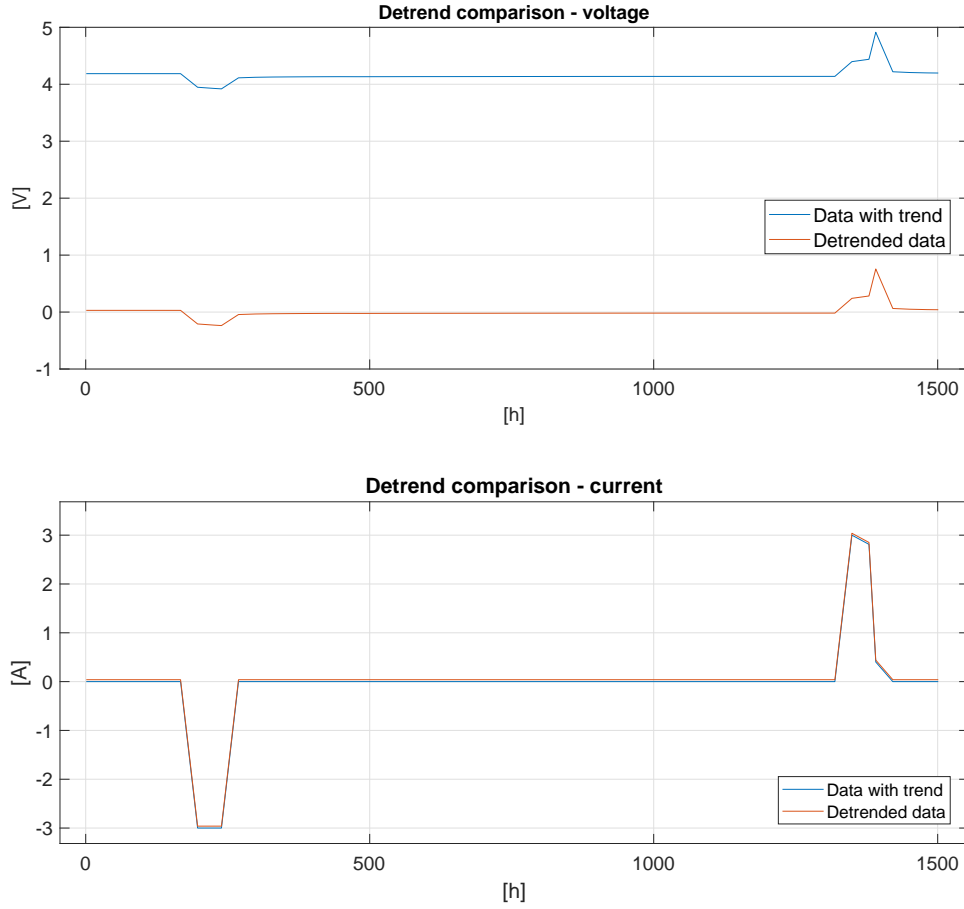 Detrend comparison - voltage
5
4
3
2
1
0
-1
[V]
Data with trend
Detrended data
0
500
1000
1500
[h]
Detrend comparison - current
3
2
1
0
-1
-2
-3
[A]
Data with trend
Detrended data
0
500
1000
1500
[h]